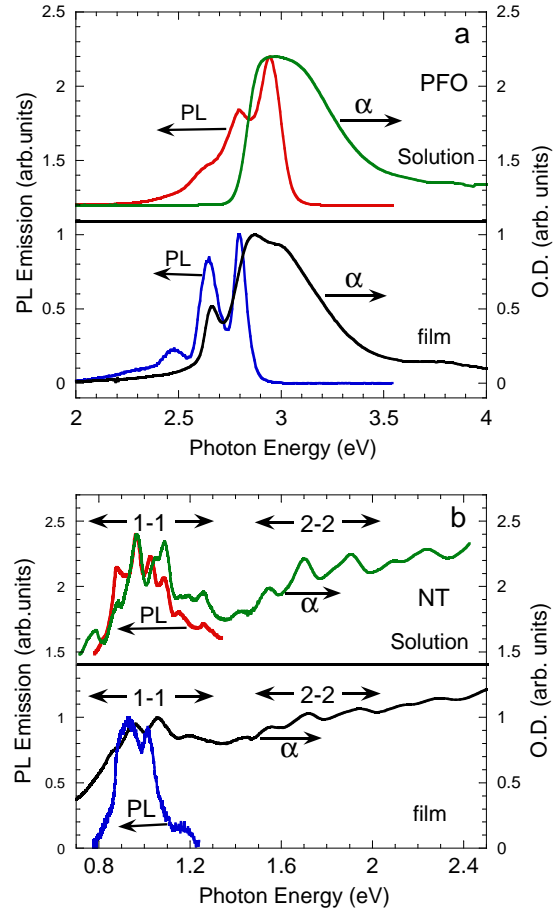 a
PFO
PL
α
Solution
2.5
2
1.5
2.5
2
1.5
PL
α
film
1
0.5
0
1
0.5
0
PL Emission (arb.units)
O.D. (arb. units)
2 2.5 3 3.5 4
Photon Energy (eV)
b
1-1 2-2
NT
PL
α
Solution
2.5
2
1.5
2.5
2
1.5
1-1 2-2
PL
α
film
1
0.5
0
1
0.5
0
PL Emission (arb.units)
O.D. (arb. units)
0.8 1.2 1.6 2 2.4
Photon Energy (eV)